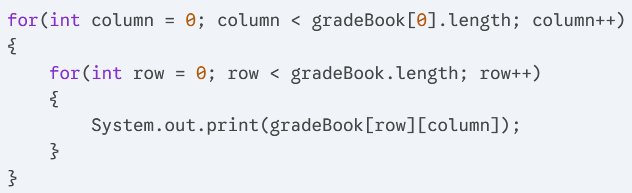 for(int column = 0; column < gradeBook[0].length; column++)
{
    for(int row = 0; row < gradeBook.length; row++)
    {
        System.out.print(gradeBook[row][column]);
    }
}